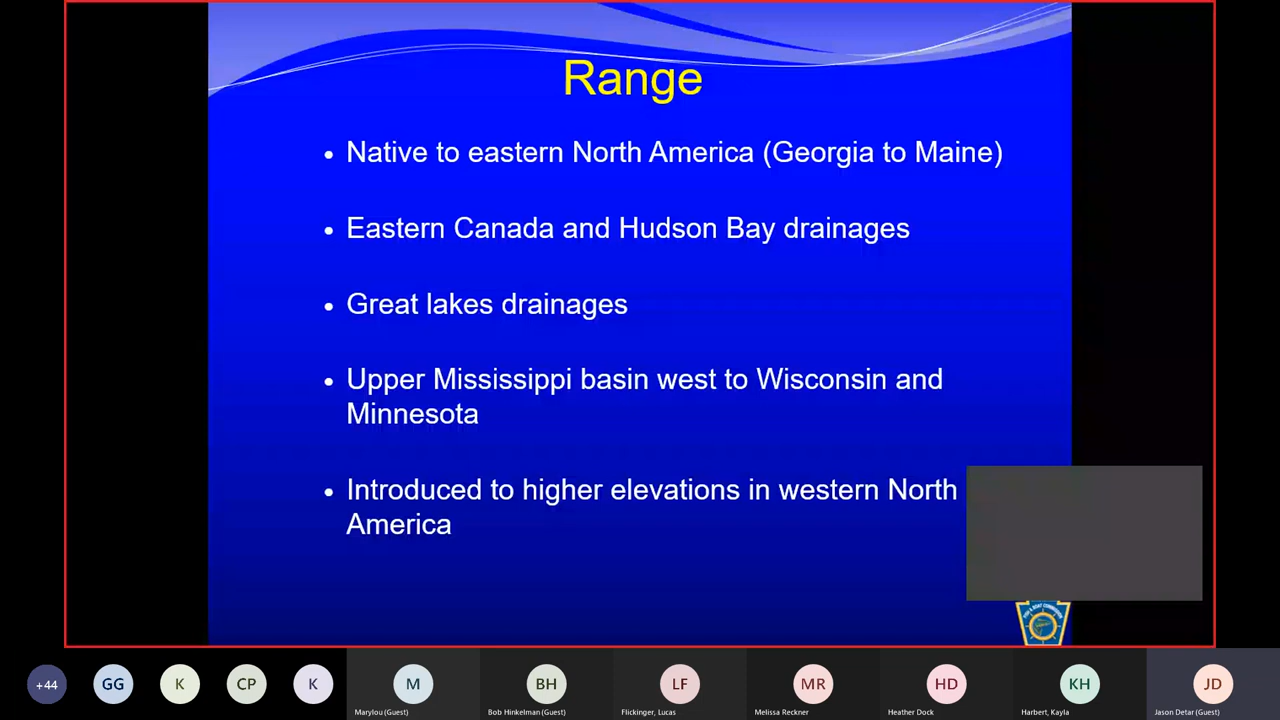 Range
• Native to eastern North America (Georgia to Maine)
• Eastern Canada and Hudson Bay drainages
• Great lakes drainages
• Upper Mississippi basin west to Wisconsin and
Minnesota
• Introduced to higher elevations in western North
America
+44
GG
K
CP
K
M
BH
LF
MR
HD
KH
JD
Marylou (Guest)
Bob Hinkelman (Guest)
Flickinger, Lucas
Melissa Reckner
Heather Dock
Harbert, Kayla
Jason Detar (Guest)